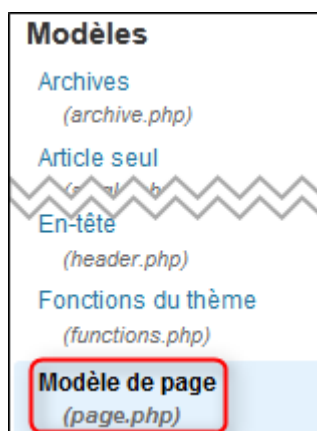 Modèles
Archives
(archive.php)
Article seul
En-tête
(header.php)
Fonctions du thème
(functions.php)
Modèle de page
(page.php)